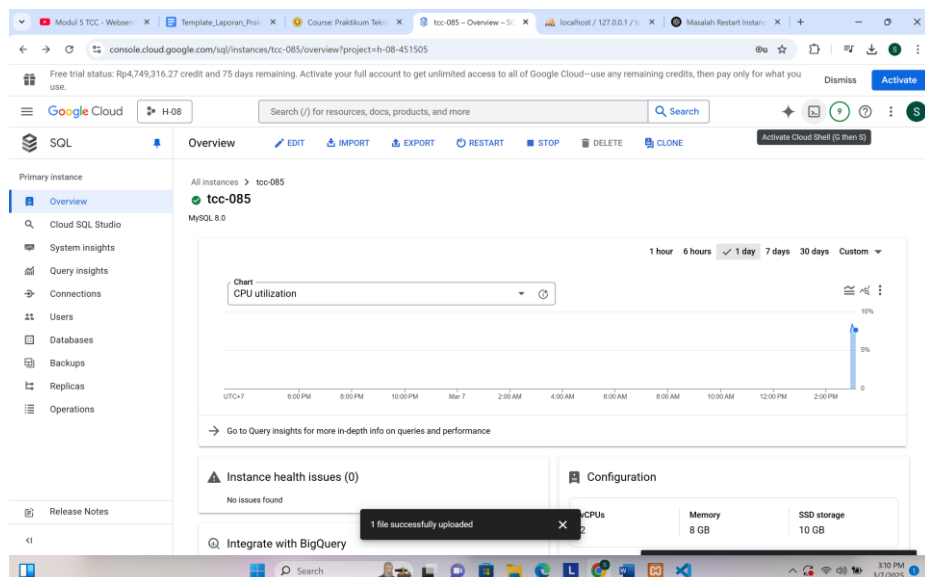 Modul 5 TCC - Webserv
Template_Laporan_Prak
Course: Praktikum Tekn
tcc-085 – Overview – SQ
localhost / 127.0.0.1 / tc
Masalah Restart Instanc
console.cloud.google.com/sql/instances/tcc-085/overview?project=h-08-451505
Free trial status: Rp4,749,316.27 credit and 75 days remaining. Activate your full account to get unlimited access to all of Google Cloud—use any remaining credits, then pay only for what you use.
Dismiss
Activate
Google Cloud
H-08
Search (/) for resources, docs, products, and more
Search
9
S
SQL
Overview
EDIT
IMPORT
EXPORT
RESTART
STOP
DELETE
CLONE
Activate Cloud Shell (G then S)
Primary instance
Overview
Cloud SQL Studio
System insights
Query insights
Connections
Users
Databases
Backups
Replicas
Operations
Release Notes
All instances > tcc-085
tcc-085
MySQL 8.0
1 hour 6 hours 1 day 7 days 30 days Custom
Chart
CPU utilization
10%
5%
0
UTC+7 6:00 PM 8:00 PM 10:00 PM Mar 7 2:00 AM 4:00 AM 6:00 AM 8:00 AM 10:00 AM 12:00 PM 2:00 PM
Go to Query insights for more in-depth info on queries and performance
Instance health issues (0)
No issues found
Integrate with BigQuery
Configuration
vCPUs Memory SSD storage
2 8 GB 10 GB
1 file successfully uploaded
Search
3:10 PM
3/7/2025